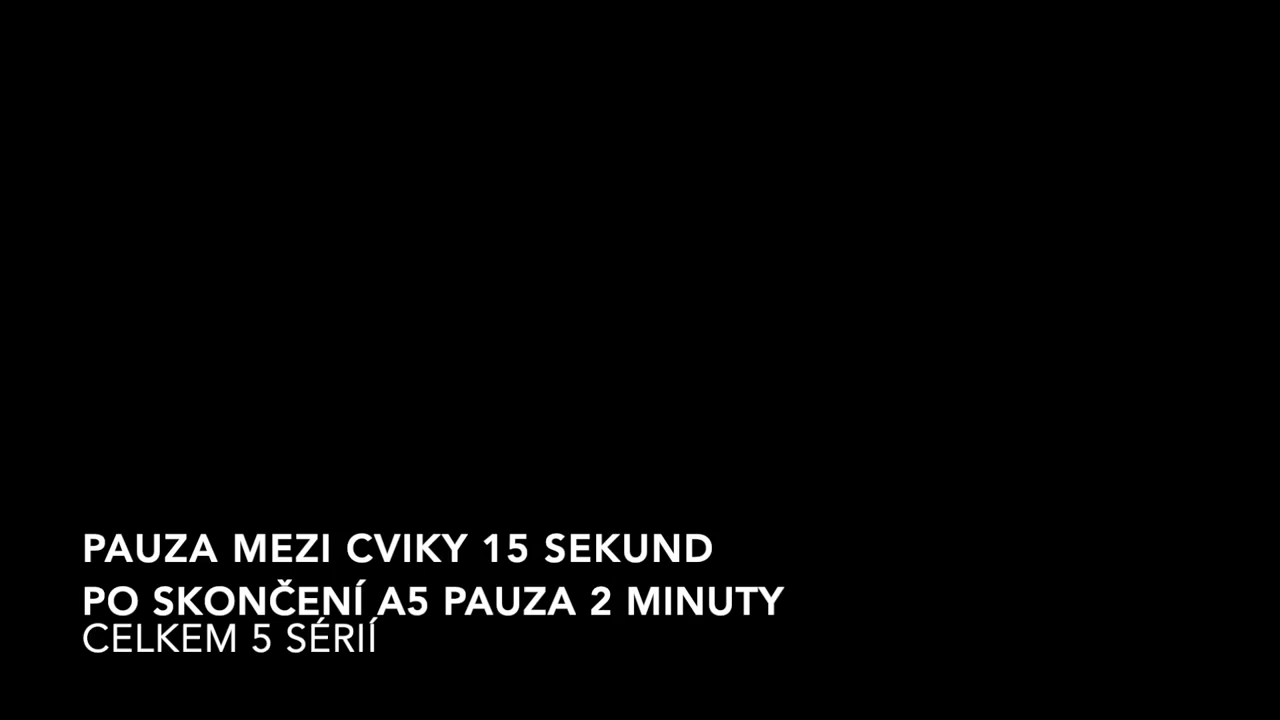 PAUZA MEZI CVIKY 15 SEKUND
PO SKONČENÍ A5 PAUZA 2 MINUTY
CELKEM 5 SÉRIÍ